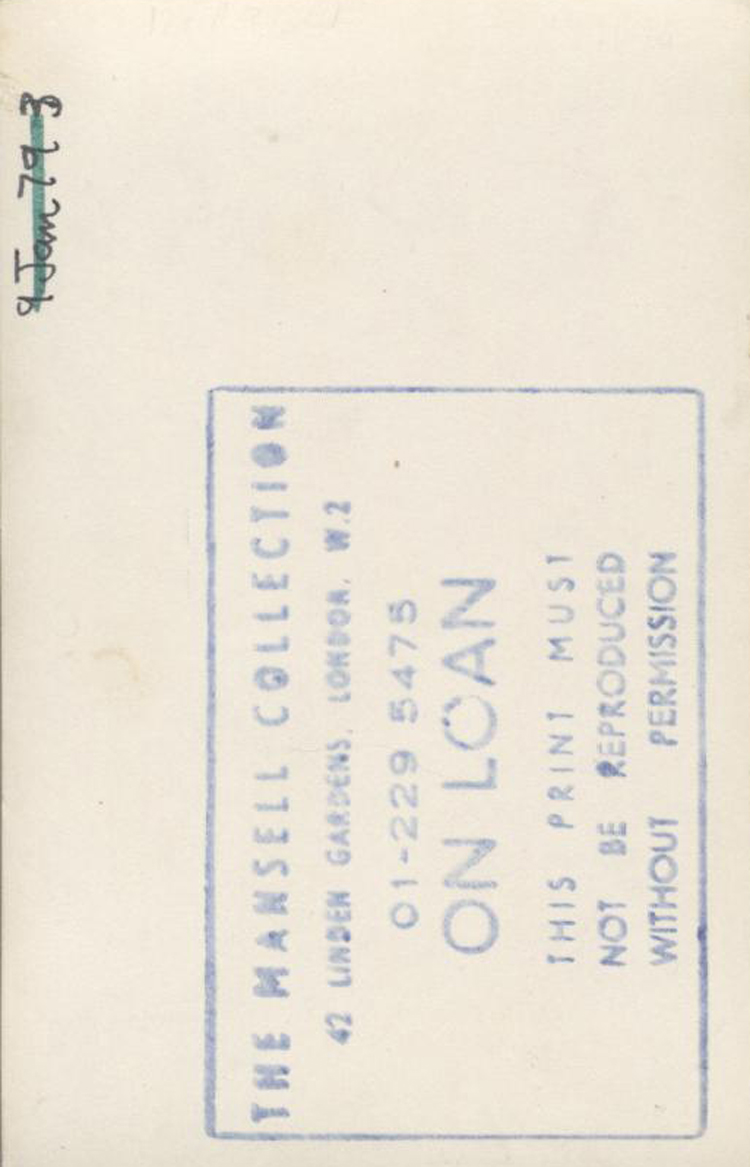 9 Jan 79 3
THE MANSELL COLLECTION
42 LINDEN GARDENS, LONDON, W.2
01-229 5475
ON LOAN
THIS PRINT MUST
NOT BE REPRODUCED
WITHOUT PERMISSION